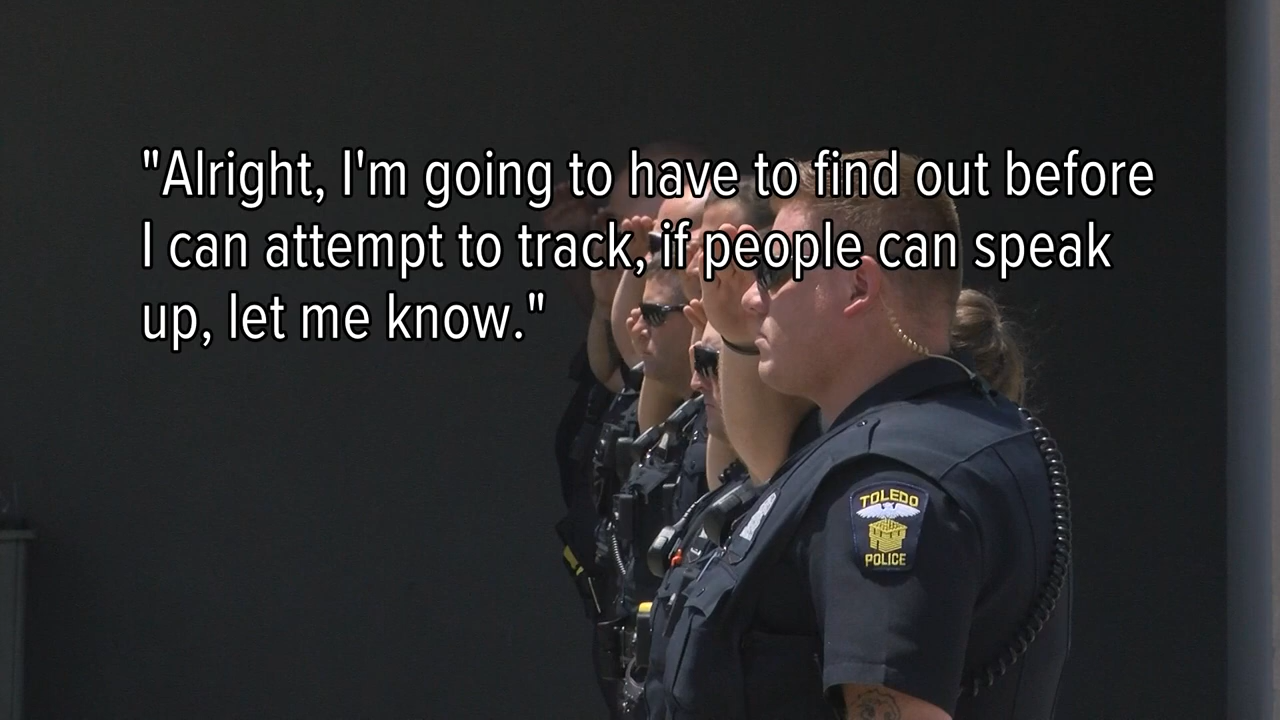 "Alright, I'm going to have to find out before
I can attempt to track, if people can speak
up, let me know."
TOLEDO
POLICE